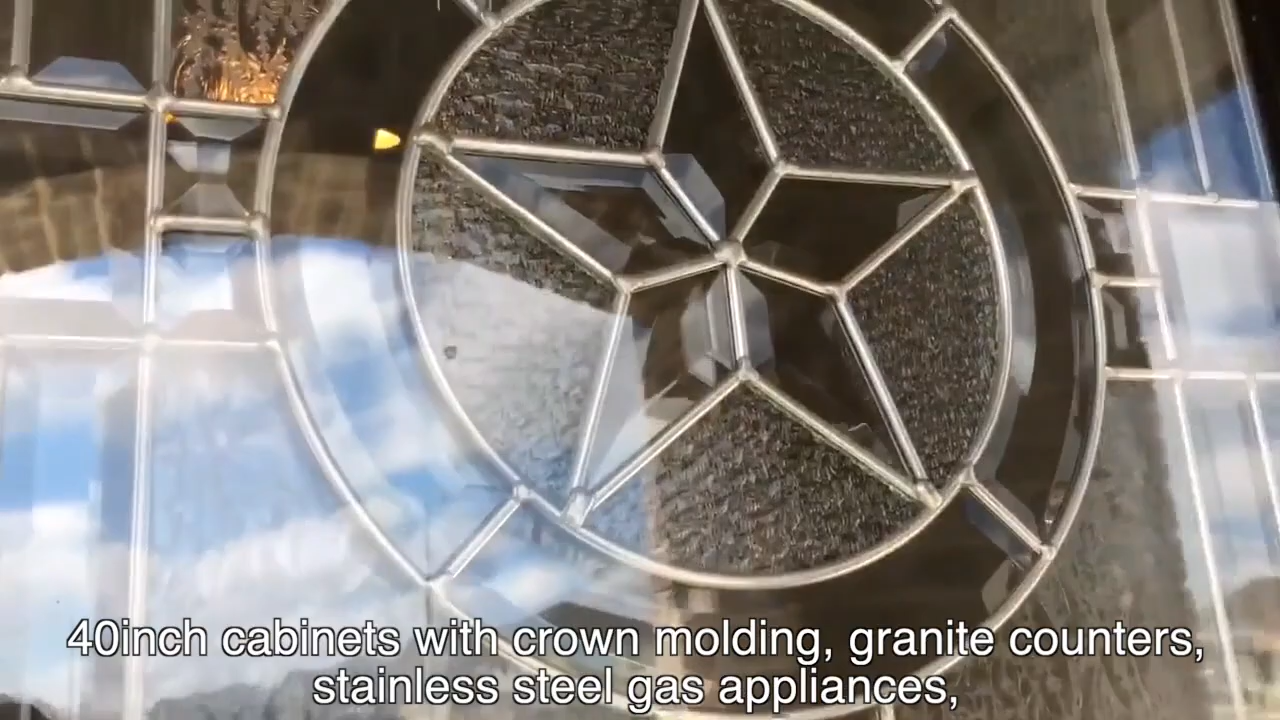 40inch cabinets with crown molding, granite counters,
stainless steel gas appliances,